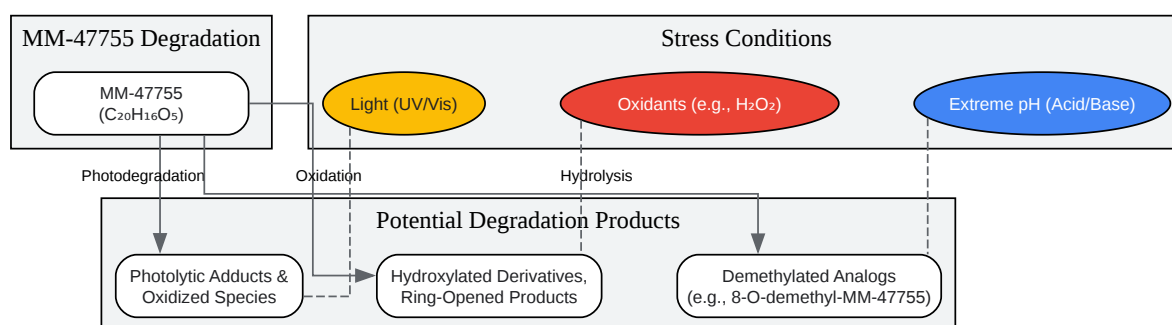 MM-47755 Degradation
Stress Conditions
MM-47755
(C₂₀H₁₆O₅)
Light (UV/Vis)
Oxidants (e.g., H₂O₂)
Extreme pH (Acid/Base)
Photodegradation
Oxidation
Hydrolysis
Potential Degradation Products
Photolytic Adducts &
Oxidized Species
Hydroxylated Derivatives,
Ring-Opened Products
Demethylated Analogs
(e.g., 8-O-demethyl-MM-47755)